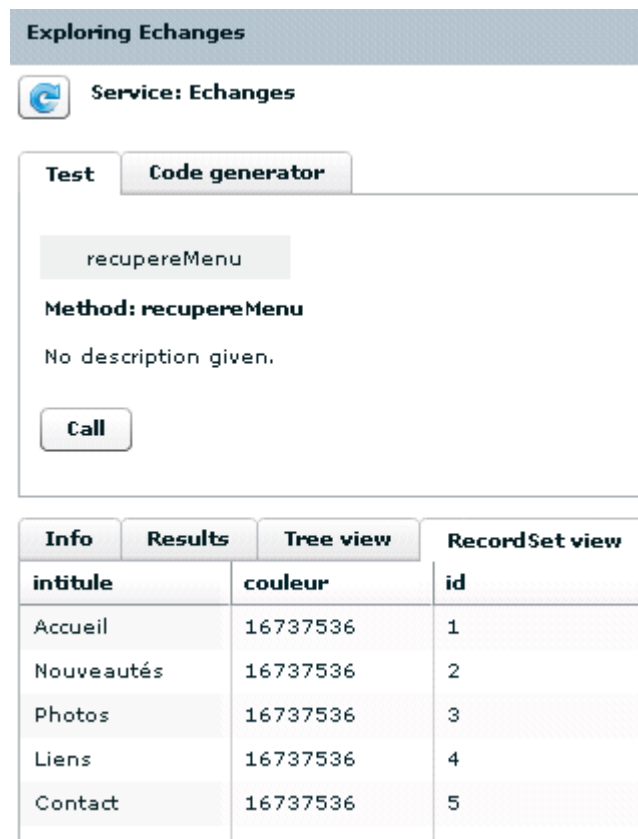 Exploring Echanges
Service: Echanges
Test Code generator
recupereMenu
Method: recupereMenu
No description given.
Call
Info Results Tree view RecordSet view
intitule couleur id
Accueil 16737536 1
Nouveautés 16737536 2
Photos 16737536 3
Liens 16737536 4
Contact 16737536 5